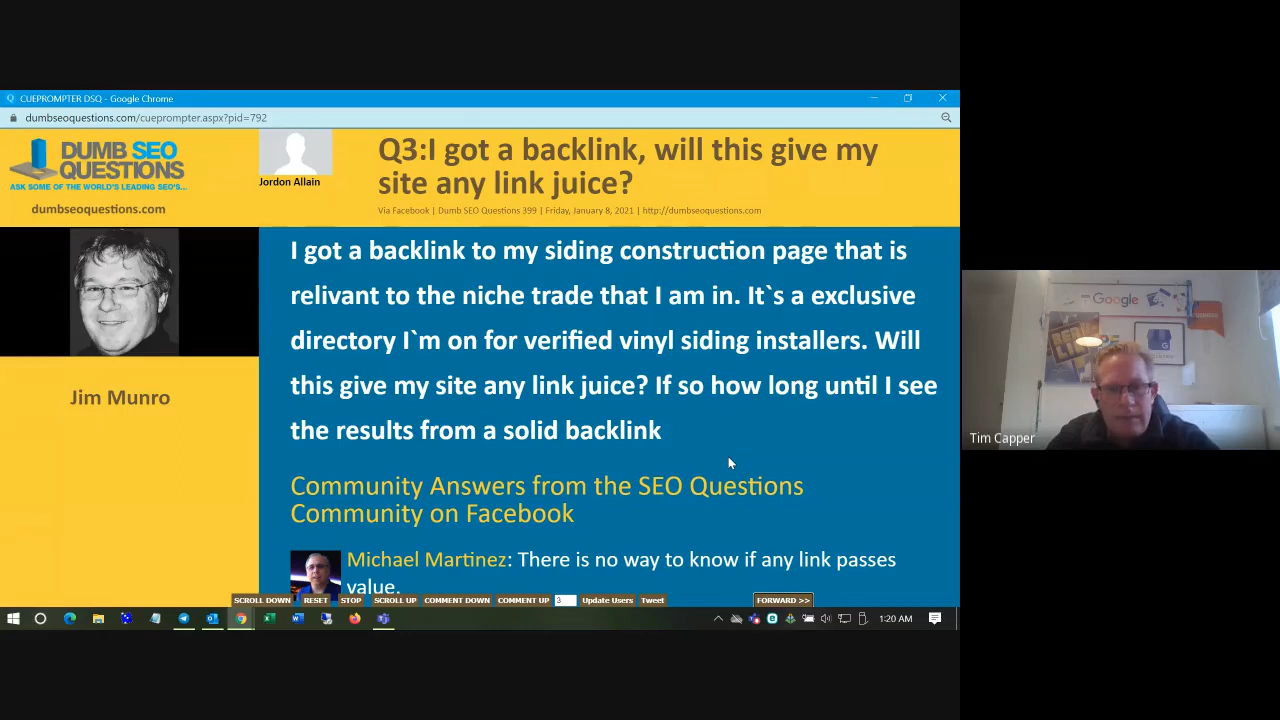 CUEPROMPTER DSQ - Google Chrome
dumbseoquestions.com/cueprompter.aspx?pid=792
DUMB SEO
QUESTIONS
ASK SOME OF THE WORLD'S LEADING SEO'S...
dumbseoquestions.com
Jordon Allain
Q3:I got a backlink, will this give my
site any link juice?
Via Facebook | Dumb SEO Questions 399 | Friday, January 8, 2021 | http://dumbseoquestions.com
Jim Munro
I got a backlink to my siding construction page that is
relivant to the niche trade that I am in. It`s a exclusive
directory I`m on for verified vinyl siding installers. Will
this give my site any link juice? If so how long until I see
the results from a solid backlink
Community Answers from the SEO Questions
Community on Facebook
Michael Martinez: There is no way to know if any link passes
value.
SCROLL DOWN RESET STOP SCROLL UP COMMENT DOWN COMMENT UP 3 Update Users Tweet FORWARD >>
1:20 AM
Google
Tim Capper